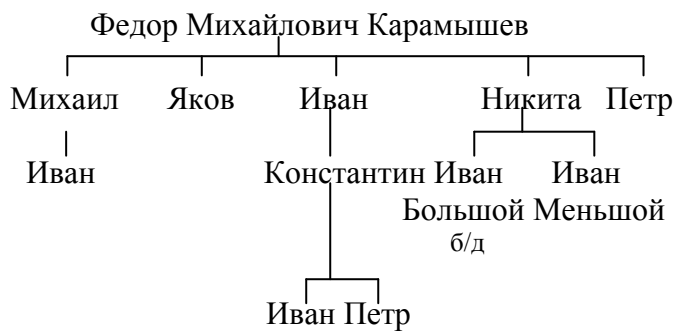 Федор Михайлович Карамышев
Михаил Яков Иван Никита Петр
Иван Константин Иван Иван
Большой Меньшой
б/д
Иван Петр